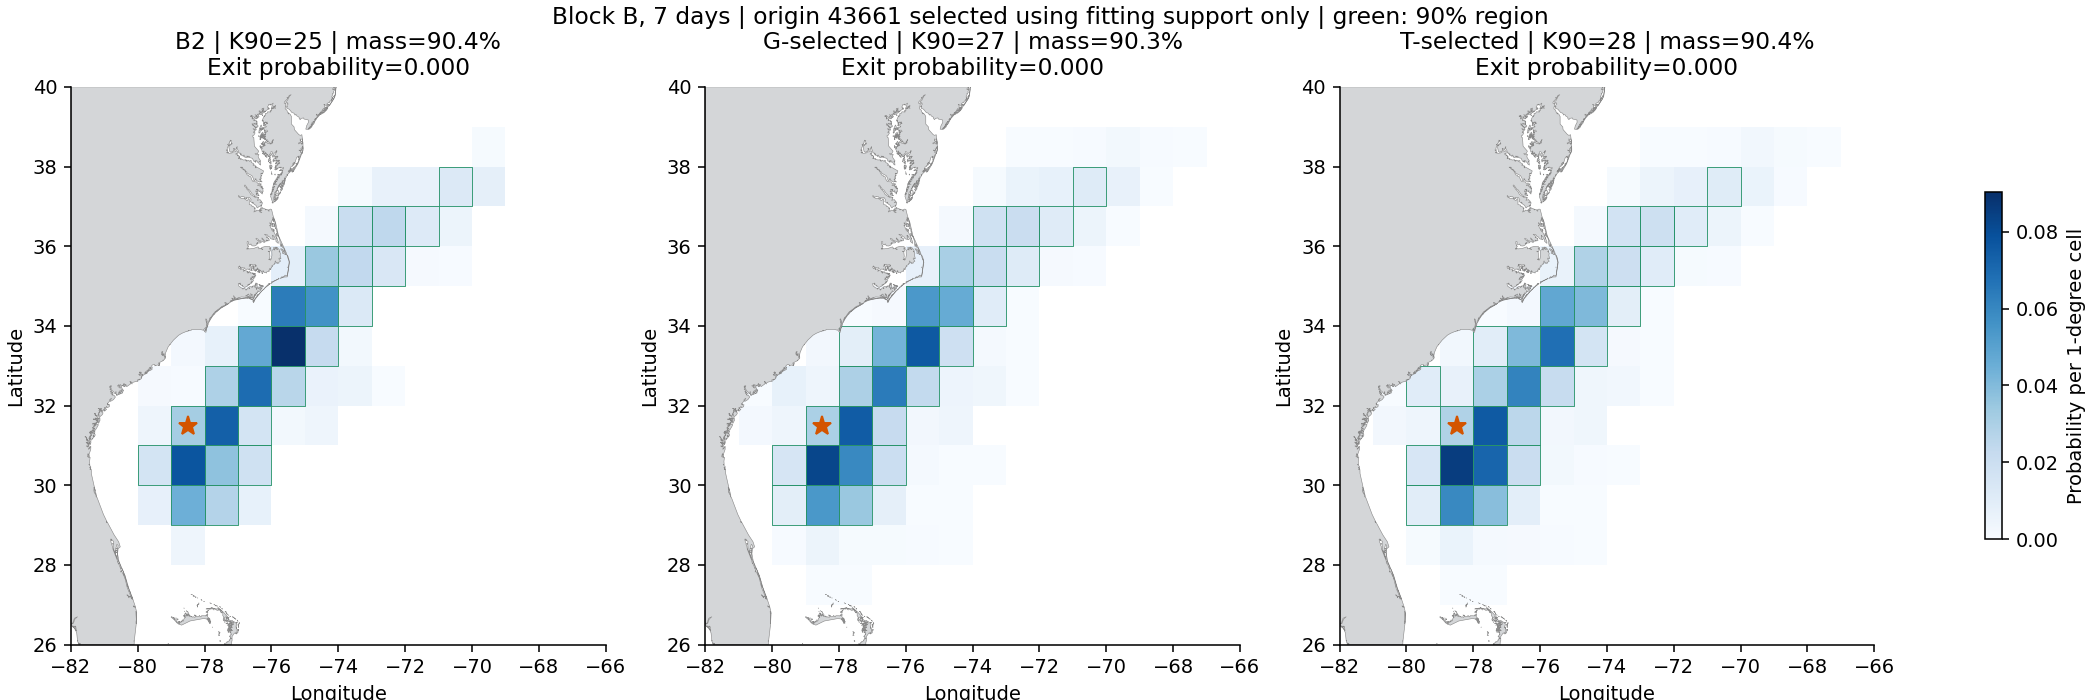 Block B, 7 days | origin 43661 selected using fitting support only | green: 90% region
B2 | K90=25 | mass=90.4%
Exit probability=0.000
G-selected | K90=27 | mass=90.3%
Exit probability=0.000
T-selected | K90=28 | mass=90.4%
Exit probability=0.000
40
38
36
34
32
30
28
26
Latitude
−82 −80 −78 −76 −74 −72 −70 −68 −66
Longitude
40
38
36
34
32
30
28
26
Latitude
−82 −80 −78 −76 −74 −72 −70 −68 −66
Longitude
40
38
36
34
32
30
28
26
Latitude
−82 −80 −78 −76 −74 −72 −70 −68 −66
Longitude
0.08
0.06
0.04
0.02
0.00
Probability per 1-degree cell